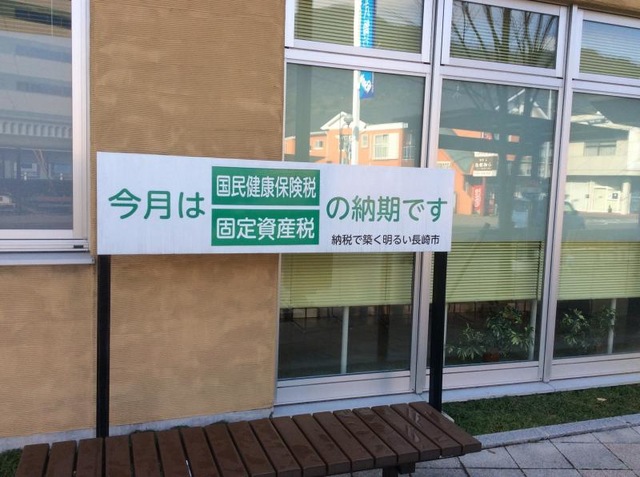 今月は
国民健康保険税
固定資産税
の納期です
納税で築く明るい長崎市